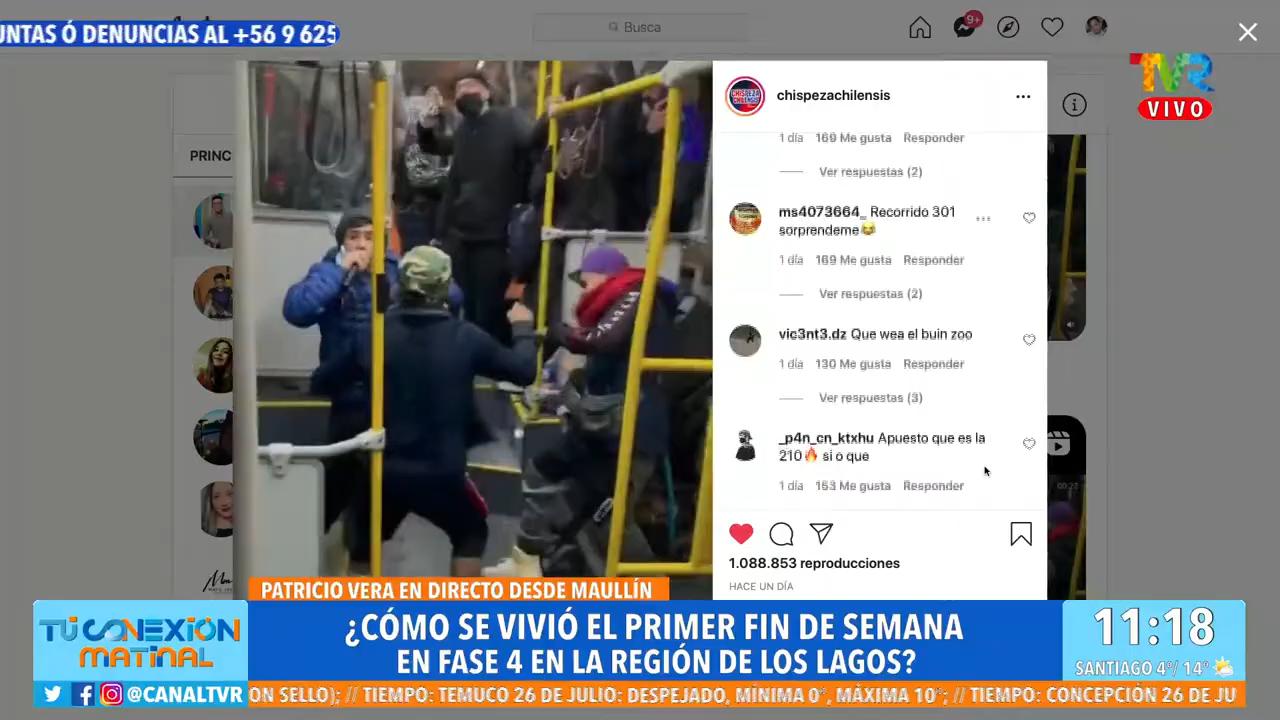 UNTAS Ó DENUNCIAS AL +56 9 625
Busca
9+
TVR
VIVO
PRINC
chispezachilensis
1 día 169 Me gusta Responder
Ver respuestas (2)
ms4073664_ Recorrido 301
sorprendeme😂
1 día 169 Me gusta Responder
Ver respuestas (2)
vic3nt3.dz Que wea el buin zoo
1 día 130 Me gusta Responder
Ver respuestas (3)
_p4n_cn_ktxhu Apuesto que es la
210🔥 si o que
1 día 153 Me gusta Responder
1.088.853 reproducciones
HACE UN DÍA
PATRICIO VERA EN DIRECTO DESDE MAULLÍN
TÚ CONEXIÓN
MATINAL
¿CÓMO SE VIVIÓ EL PRIMER FIN DE SEMANA
EN FASE 4 EN LA REGIÓN DE LOS LAGOS?
11:18
SANTIAGO 4°/ 14°
@CANALTVR
ON SELLO); // TIEMPO: TEMUCO 26 DE JULIO: DESPEJADO, MÍNIMA 0°, MÁXIMA 10°; // TIEMPO: CONCEPCIÓN 26 DE JU